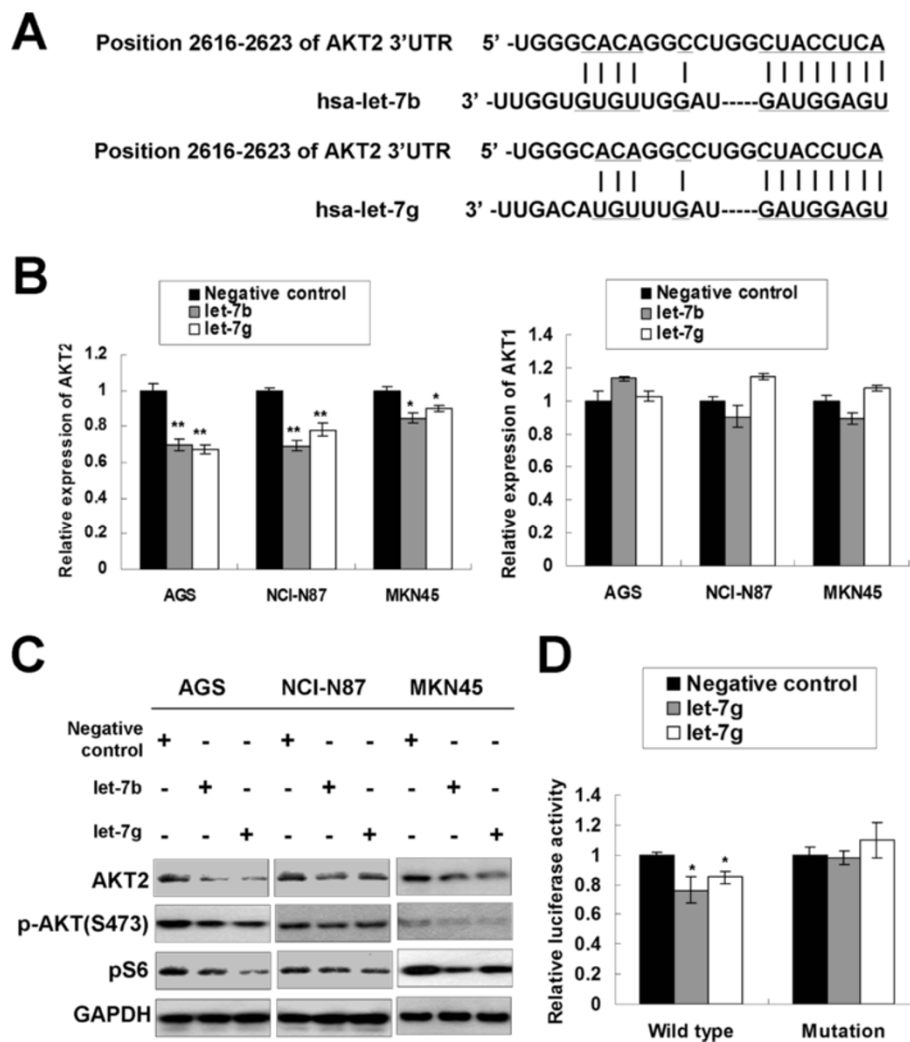 A
Position 2616-2623 of AKT2 3'UTR 5' -UGGGCACAGGCCUGGCUACCUCA
hsa-let-7b 3' -UUGGUGUGUUGGAU-----GAUGGAGU
Position 2616-2623 of AKT2 3'UTR 5' -UGGGCACAGGCCUGGCUACCUCA
hsa-let-7g 3' -UUGACAUGUUUGAU-----GAUGGAGU
B
Negative control
let-7b
let-7g
Relative expression of AKT2
1.2
1
0.8
0.6
0.4
0.2
0
** **
** **
* *
AGS NCI-N87 MKN45
Negative control
let-7b
let-7g
Relative expression of AKT1
1.4
1.2
1
0.8
0.6
0.4
0.2
0
AGS NCI-N87 MKN45
C
AGS NCI-N87 MKN45
Negative control + - - + - - + - -
let-7b - + - - + - - + -
let-7g - - + - - + - - +
AKT2
p-AKT(S473)
pS6
GAPDH
D
Negative control
let-7g
let-7g
Relative luciferase activity
1.4
1.2
1
0.8
0.6
0.4
0.2
0
* *
Wild type Mutation